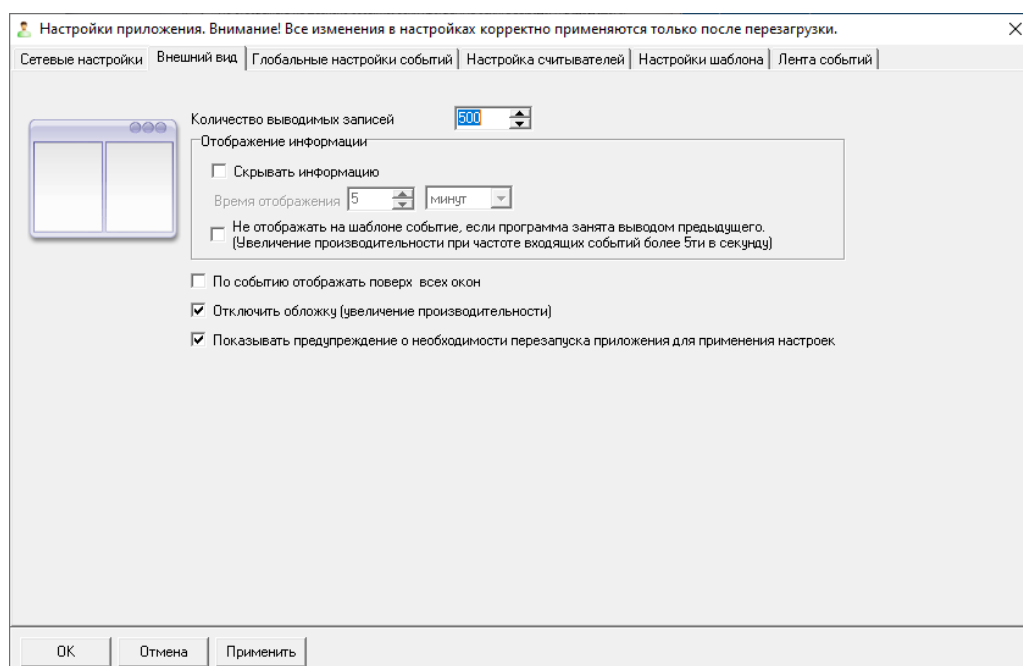 Настройки приложения. Внимание! Все изменения в настройках корректно применяются только после перезагрузки.
Сетевые настройки Внешний вид Глобальные настройки событий Настройка считывателей Настройки шаблона Лента событий
Количество выводимых записей 500
Отображение информации
Скрывать информацию
Время отображения 5 минут
Не отображать на шаблоне событие, если программа занята выводом предыдущего.
(Увеличение производительности при частоте входящих событий более 5ти в секунду)
По событию отображать поверх всех окон
Отключить обложку (увеличение производительности)
Показывать предупреждение о необходимости перезапуска приложения для применения настроек
OK Отмена Применить